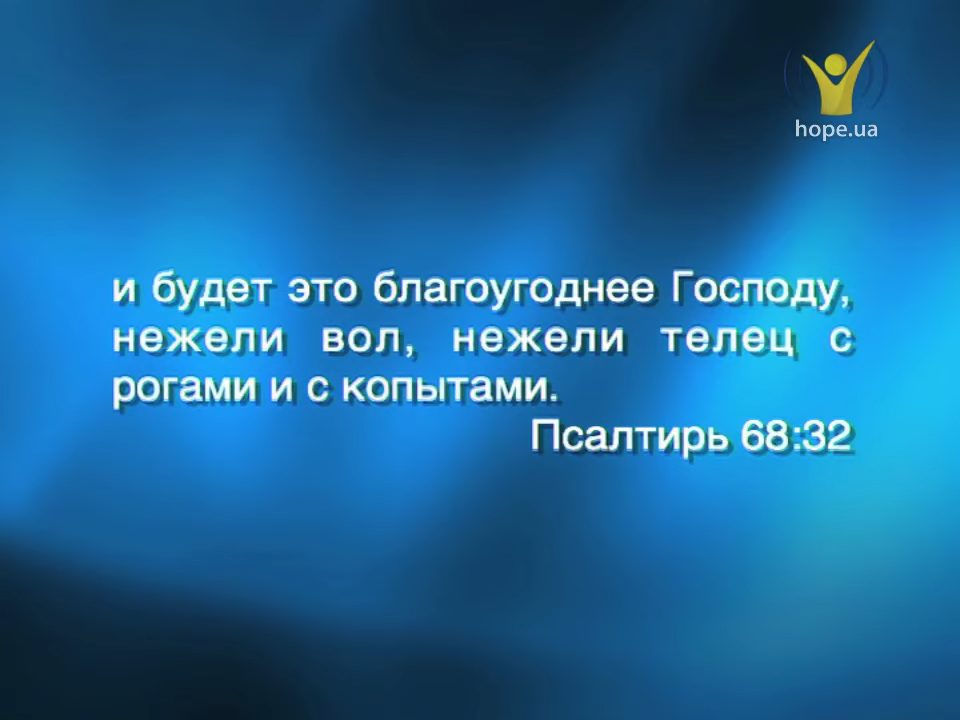 hope.ua
и будет это благоугоднее Господу,
нежели вол, нежели телец с
рогами и с копытами.
Псалтирь 68:32